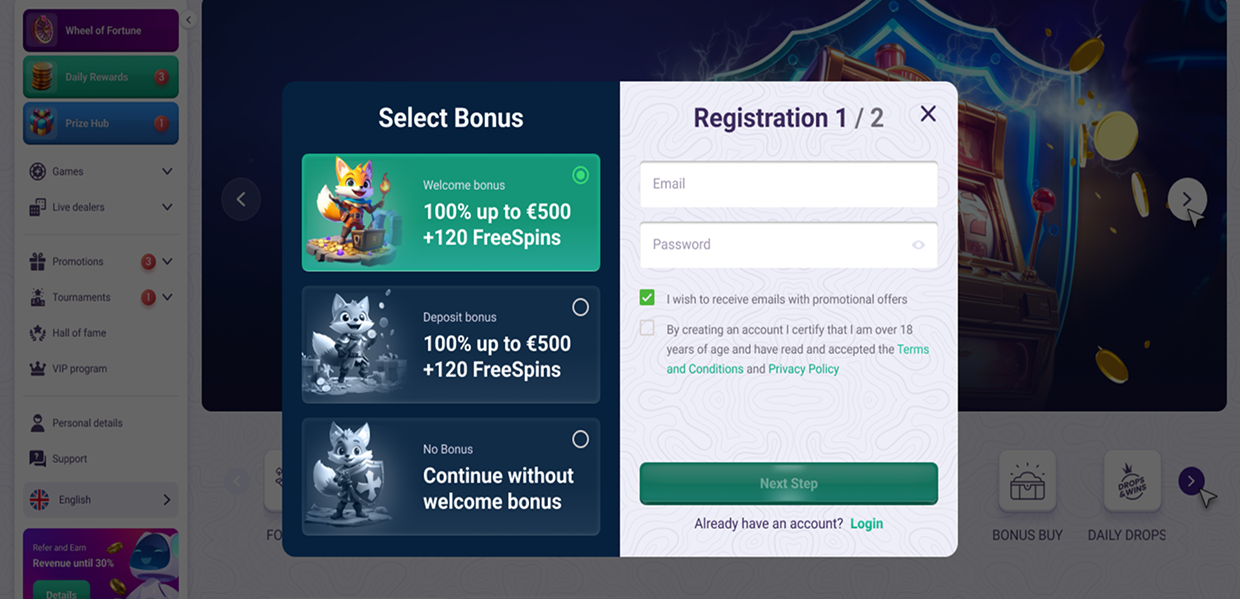 Wheel of Fortune
Daily Rewards 3
Prize Hub 1
Games
Live dealers
Promotions 3
Tournaments 1
Hall of fame
VIP program
Personal details
Support
English
Refer and Earn
Revenue until 30%
Details
Select Bonus
Welcome bonus
100% up to €500
+120 FreeSpins
Deposit bonus
100% up to €500
+120 FreeSpins
No Bonus
Continue without
welcome bonus
Registration 1 / 2
Email
Password
I wish to receive emails with promotional offers
By creating an account I certify that I am over 18
years of age and have read and accepted the Terms
and Conditions and Privacy Policy
Next Step
Already have an account? Login
FO
BONUS BUY
DROPS
&WINS
DAILY DROPS